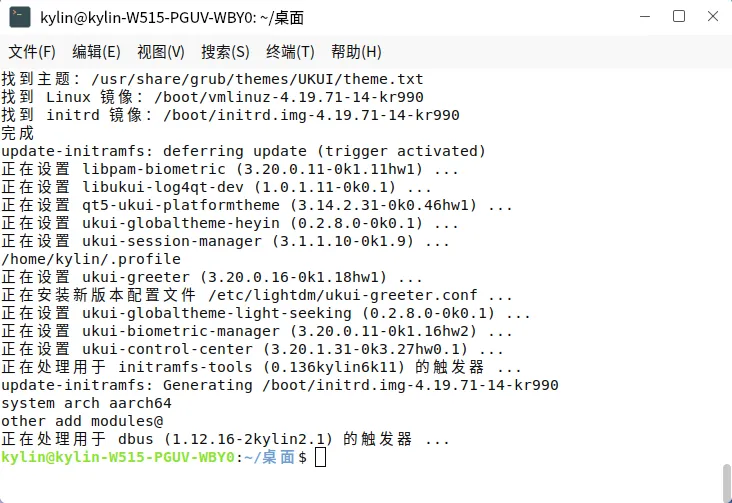 kylin@kylin-W515-PGUV-WBY0: ~/桌面
文件(F) 编辑(E) 视图(V) 搜索(S) 终端(T) 帮助(H)
找到主题：/usr/share/grub/themes/UKUI/theme.txt
找到 Linux 镜像：/boot/vmlinuz-4.19.71-14-kr990
找到 initrd 镜像：/boot/initrd.img-4.19.71-14-kr990
完成
update-initramfs: deferring update (trigger activated)
正在设置 libpam-biometric (3.20.0.11-0k1.11hw1) ...
正在设置 libukui-log4qt-dev (1.0.1.11-0k0.1) ...
正在设置 qt5-ukui-platformtheme (3.14.2.31-0k0.46hw1) ...
正在设置 ukui-globaltheme-heyin (0.2.8.0-0k0.1) ...
正在设置 ukui-session-manager (3.1.1.10-0k1.9) ...
/home/kylin/.profile
正在设置 ukui-greeter (3.20.0.16-0k1.18hw1) ...
正在安装新版本配置文件 /etc/lightdm/ukui-greeter.conf ...
正在设置 ukui-globaltheme-light-seeking (0.2.8.0-0k0.1) ...
正在设置 ukui-biometric-manager (3.20.0.11-0k1.16hw2) ...
正在设置 ukui-control-center (3.20.1.31-0k3.27hw0.1) ...
正在处理用于 initramfs-tools (0.136kylin6k11) 的触发器 ...
update-initramfs: Generating /boot/initrd.img-4.19.71-14-kr990
system arch aarch64
other add modules@
正在处理用于 dbus (1.12.16-2kylin2.1) 的触发器 ...
kylin@kylin-W515-PGUV-WBY0:~/桌面$